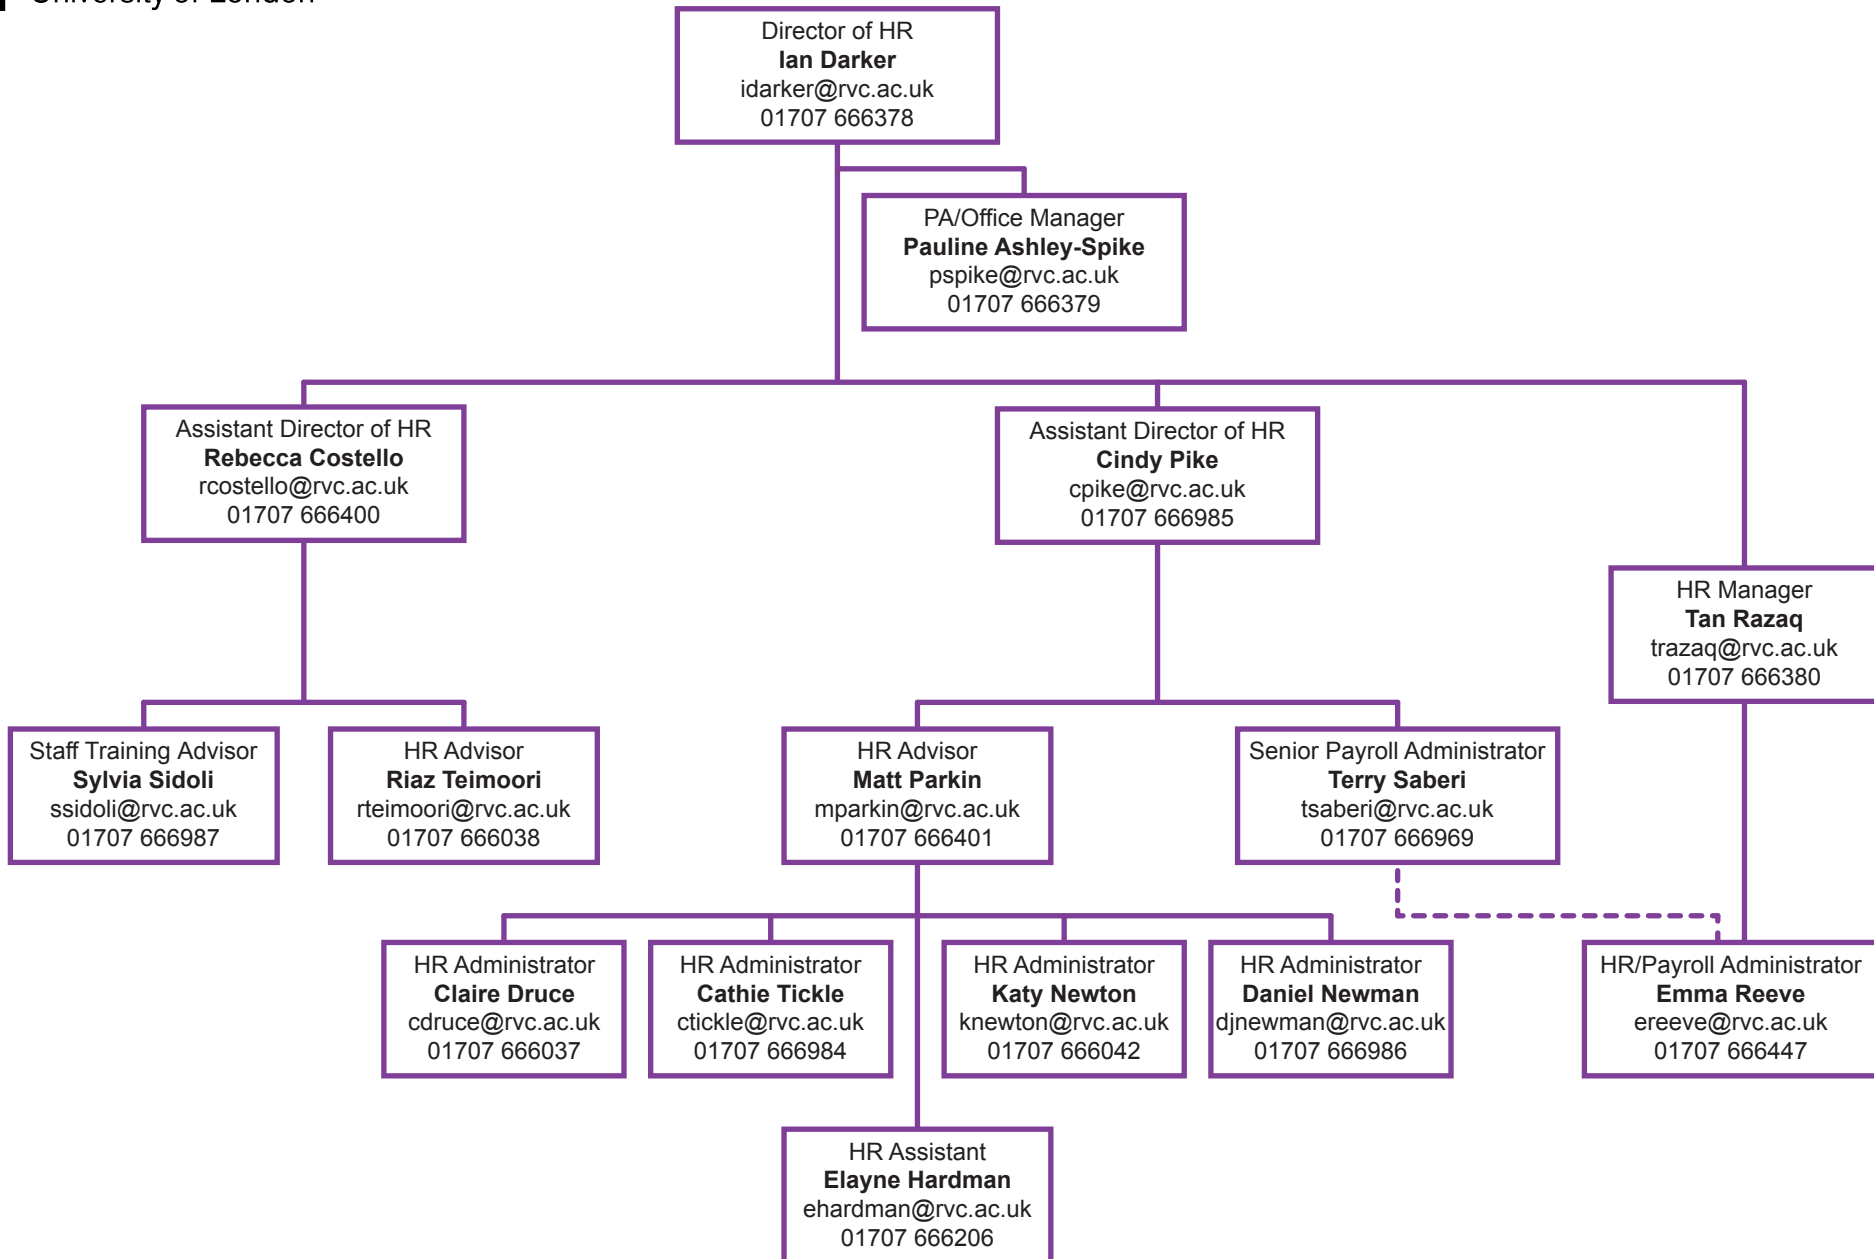 University of London
Director of HR
Ian Darker
idarker@rvc.ac.uk
01707 666378
PA/Office Manager
Pauline Ashley-Spike
pspike@rvc.ac.uk
01707 666379
Assistant Director of HR
Rebecca Costello
rcostello@rvc.ac.uk
01707 666400
Assistant Director of HR
Cindy Pike
cpike@rvc.ac.uk
01707 666985
HR Manager
Tan Razaq
trazaq@rvc.ac.uk
01707 666380
Staff Training Advisor
Sylvia Sidoli
ssidoli@rvc.ac.uk
01707 666987
HR Advisor
Riaz Teimoori
rteimoori@rvc.ac.uk
01707 666038
HR Advisor
Matt Parkin
mparkin@rvc.ac.uk
01707 666401
Senior Payroll Administrator
Terry Saberi
tsaberi@rvc.ac.uk
01707 666969
HR Administrator
Claire Druce
cdruce@rvc.ac.uk
01707 666037
HR Administrator
Cathie Tickle
ctickle@rvc.ac.uk
01707 666984
HR Administrator
Katy Newton
knewton@rvc.ac.uk
01707 666042
HR Administrator
Daniel Newman
djnewman@rvc.ac.uk
01707 666986
HR/Payroll Administrator
Emma Reeve
ereeve@rvc.ac.uk
01707 666447
HR Assistant
Elayne Hardman
ehardman@rvc.ac.uk
01707 666206